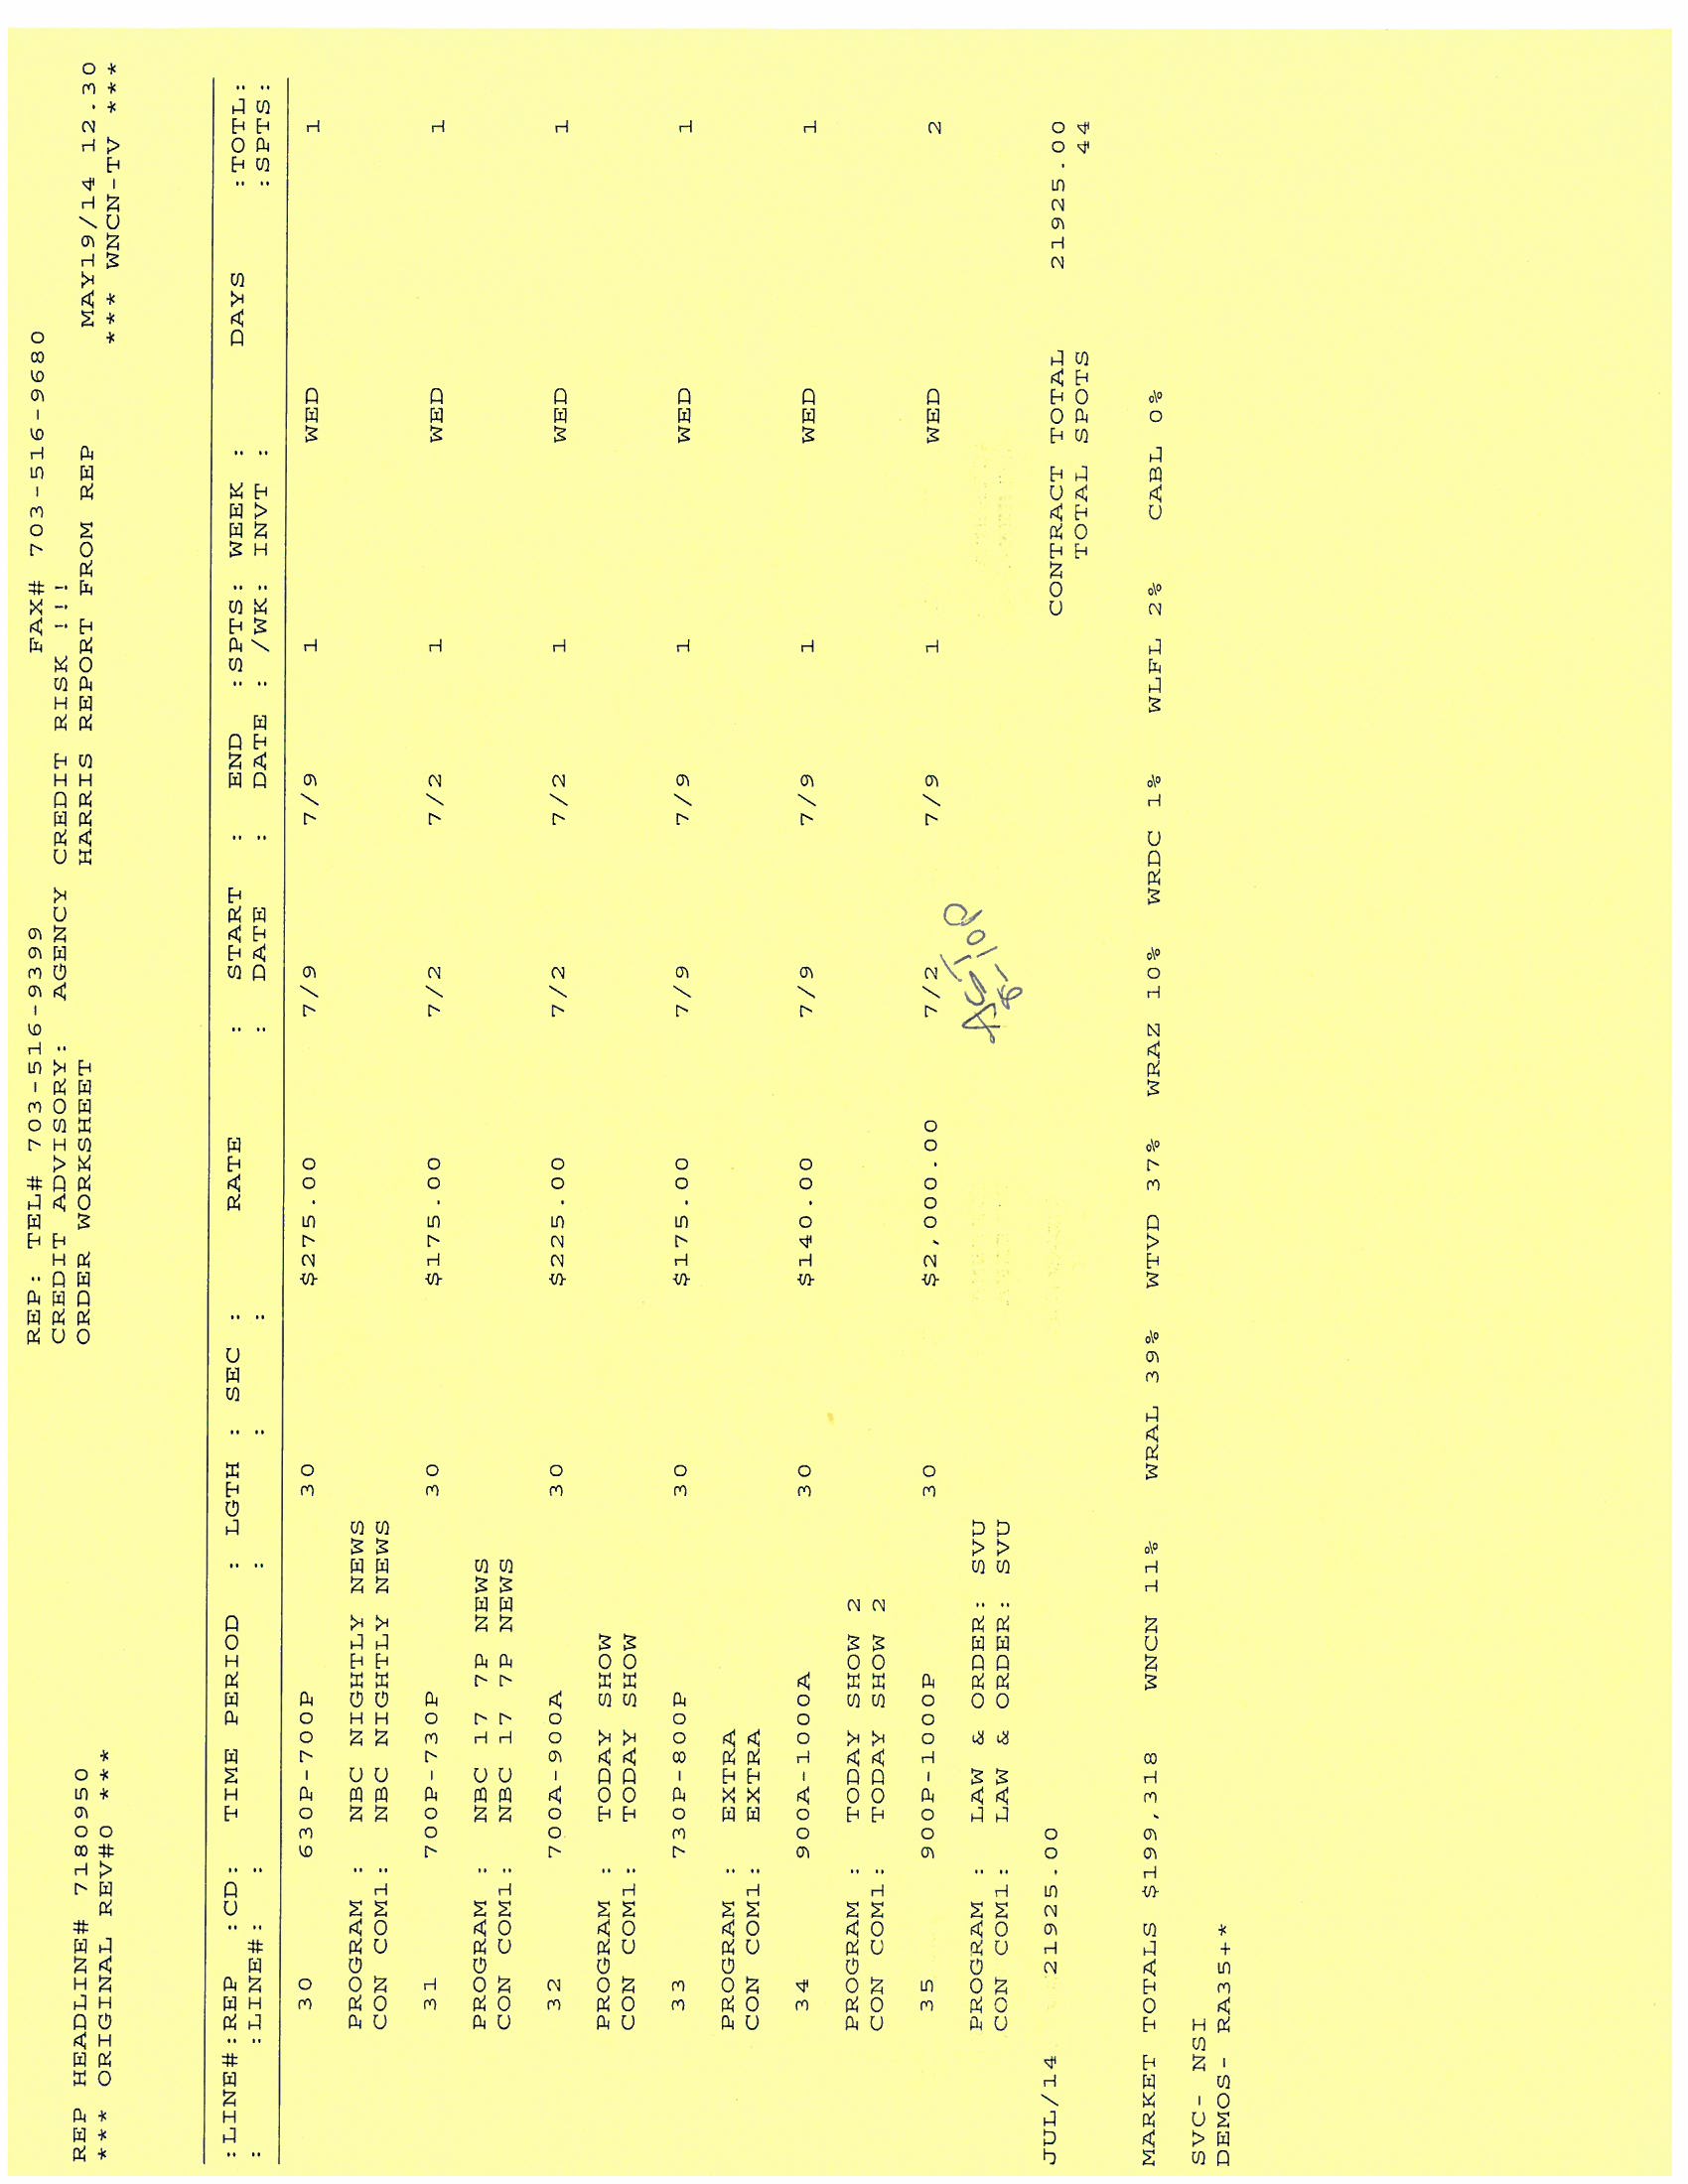 REP: TEL# 703-516-9399 FAX# 703-516-9680
CREDIT ADVISORY: AGENCY CREDIT RISK !!!
REP HEADLINE# 7180950 ORDER WORKSHEET HARRIS REPORT FROM REP MAY19/14 12.30
*** ORIGINAL REV#0 *** *** WNCN-TV ***
:LINE#:REP :CD: TIME PERIOD : LGTH : SEC : RATE : START : END :SPTS: WEEK : DAYS :TOTL:
: :LINE#: : : : : DATE : DATE : /WK: INVT : :SPTS:
30 630P-700P 30 $275.00 7/9 7/9 1 WED 1
PROGRAM : NBC NIGHTLY NEWS
CON COM1: NBC NIGHTLY NEWS
31 700P-730P 30 $175.00 7/2 7/2 1 WED 1
PROGRAM : NBC 17 7P NEWS
CON COM1: NBC 17 7P NEWS
32 700A-900A 30 $225.00 7/2 7/2 1 WED 1
PROGRAM : TODAY SHOW
CON COM1: TODAY SHOW
33 730P-800P 30 $175.00 7/9 7/9 1 WED 1
PROGRAM : EXTRA
CON COM1: EXTRA
34 900A-1000A 30 $140.00 7/9 7/9 1 WED 1
PROGRAM : TODAY SHOW 2
CON COM1: TODAY SHOW 2
35 900P-1000P 30 $2,000.00 7/2 7/9 1 WED 2
PROGRAM : LAW & ORDER: SVU
CON COM1: LAW & ORDER: SVU
8-10P
JUL/14 21925.00 CONTRACT TOTAL 21925.00
TOTAL SPOTS 44
MARKET TOTALS $199,318 WNCN 11% WRAL 39% WTVD 37% WRAZ 10% WRDC 1% WLFL 2% CABL 0%
SVC- NSI
DEMOS- RA35+*